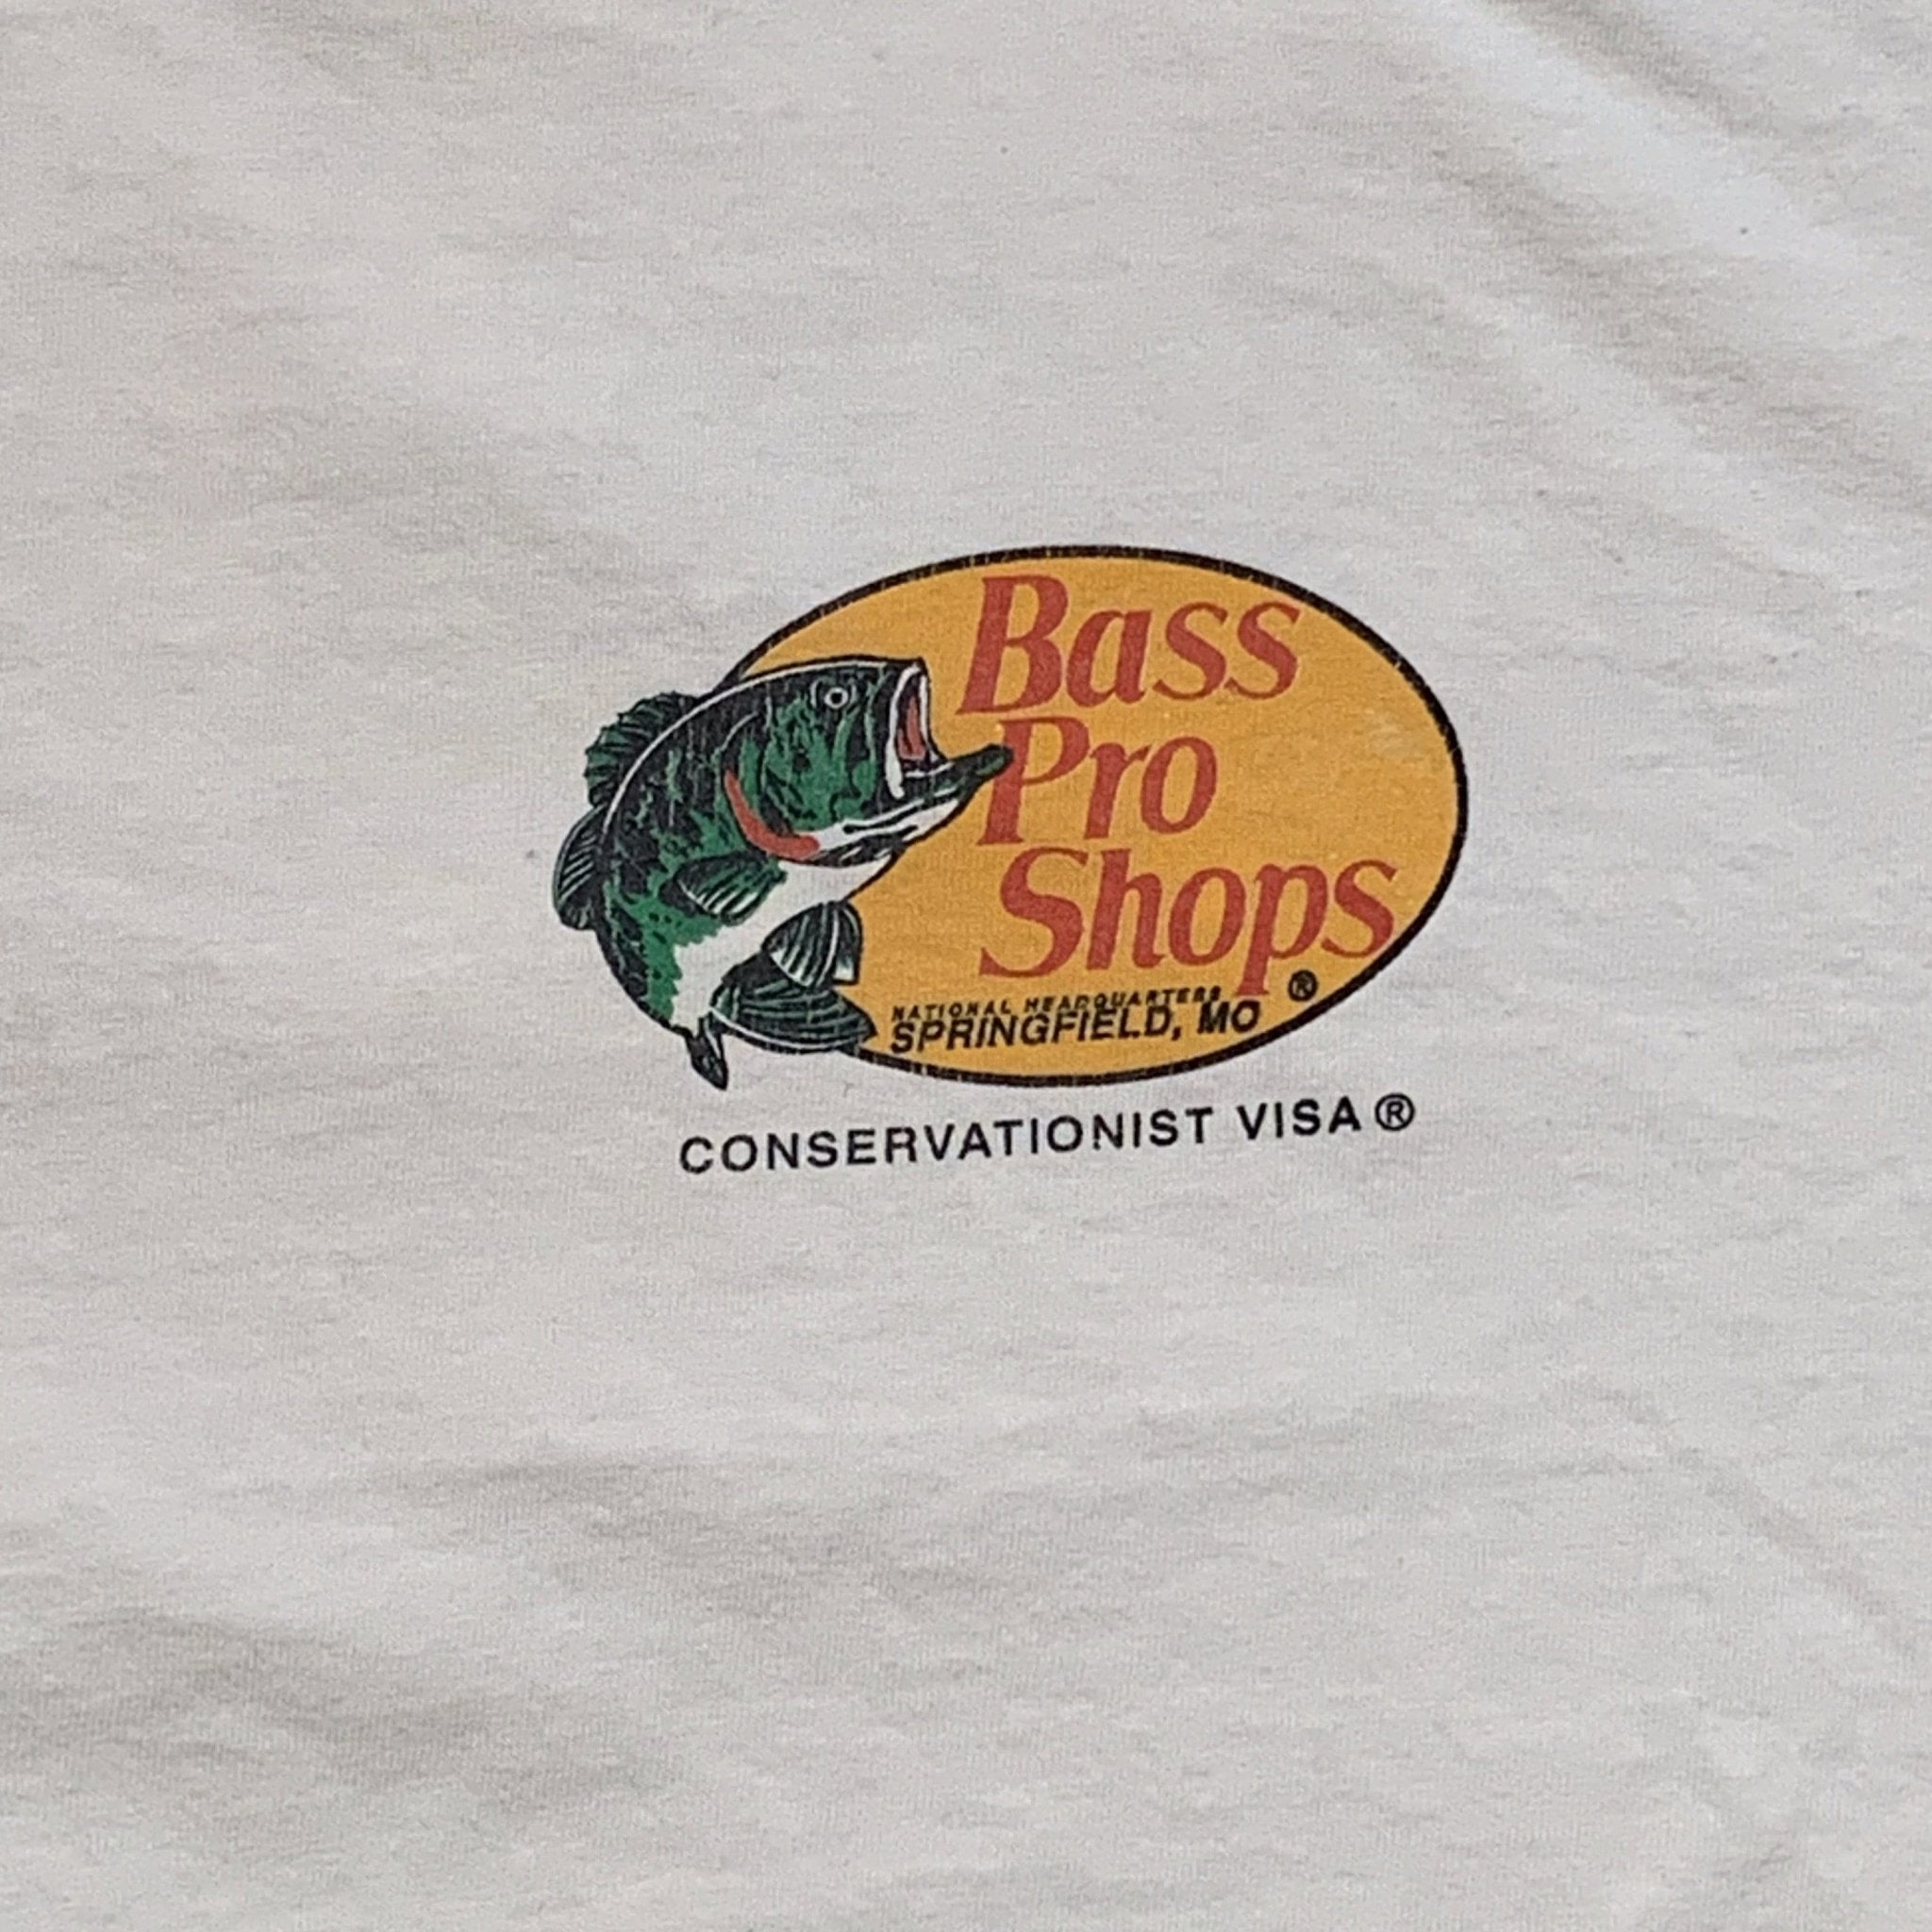 Bass
Pro
Shops®
NATIONAL HEADQUARTERS
SPRINGFIELD, MO
CONSERVATIONIST VISA®